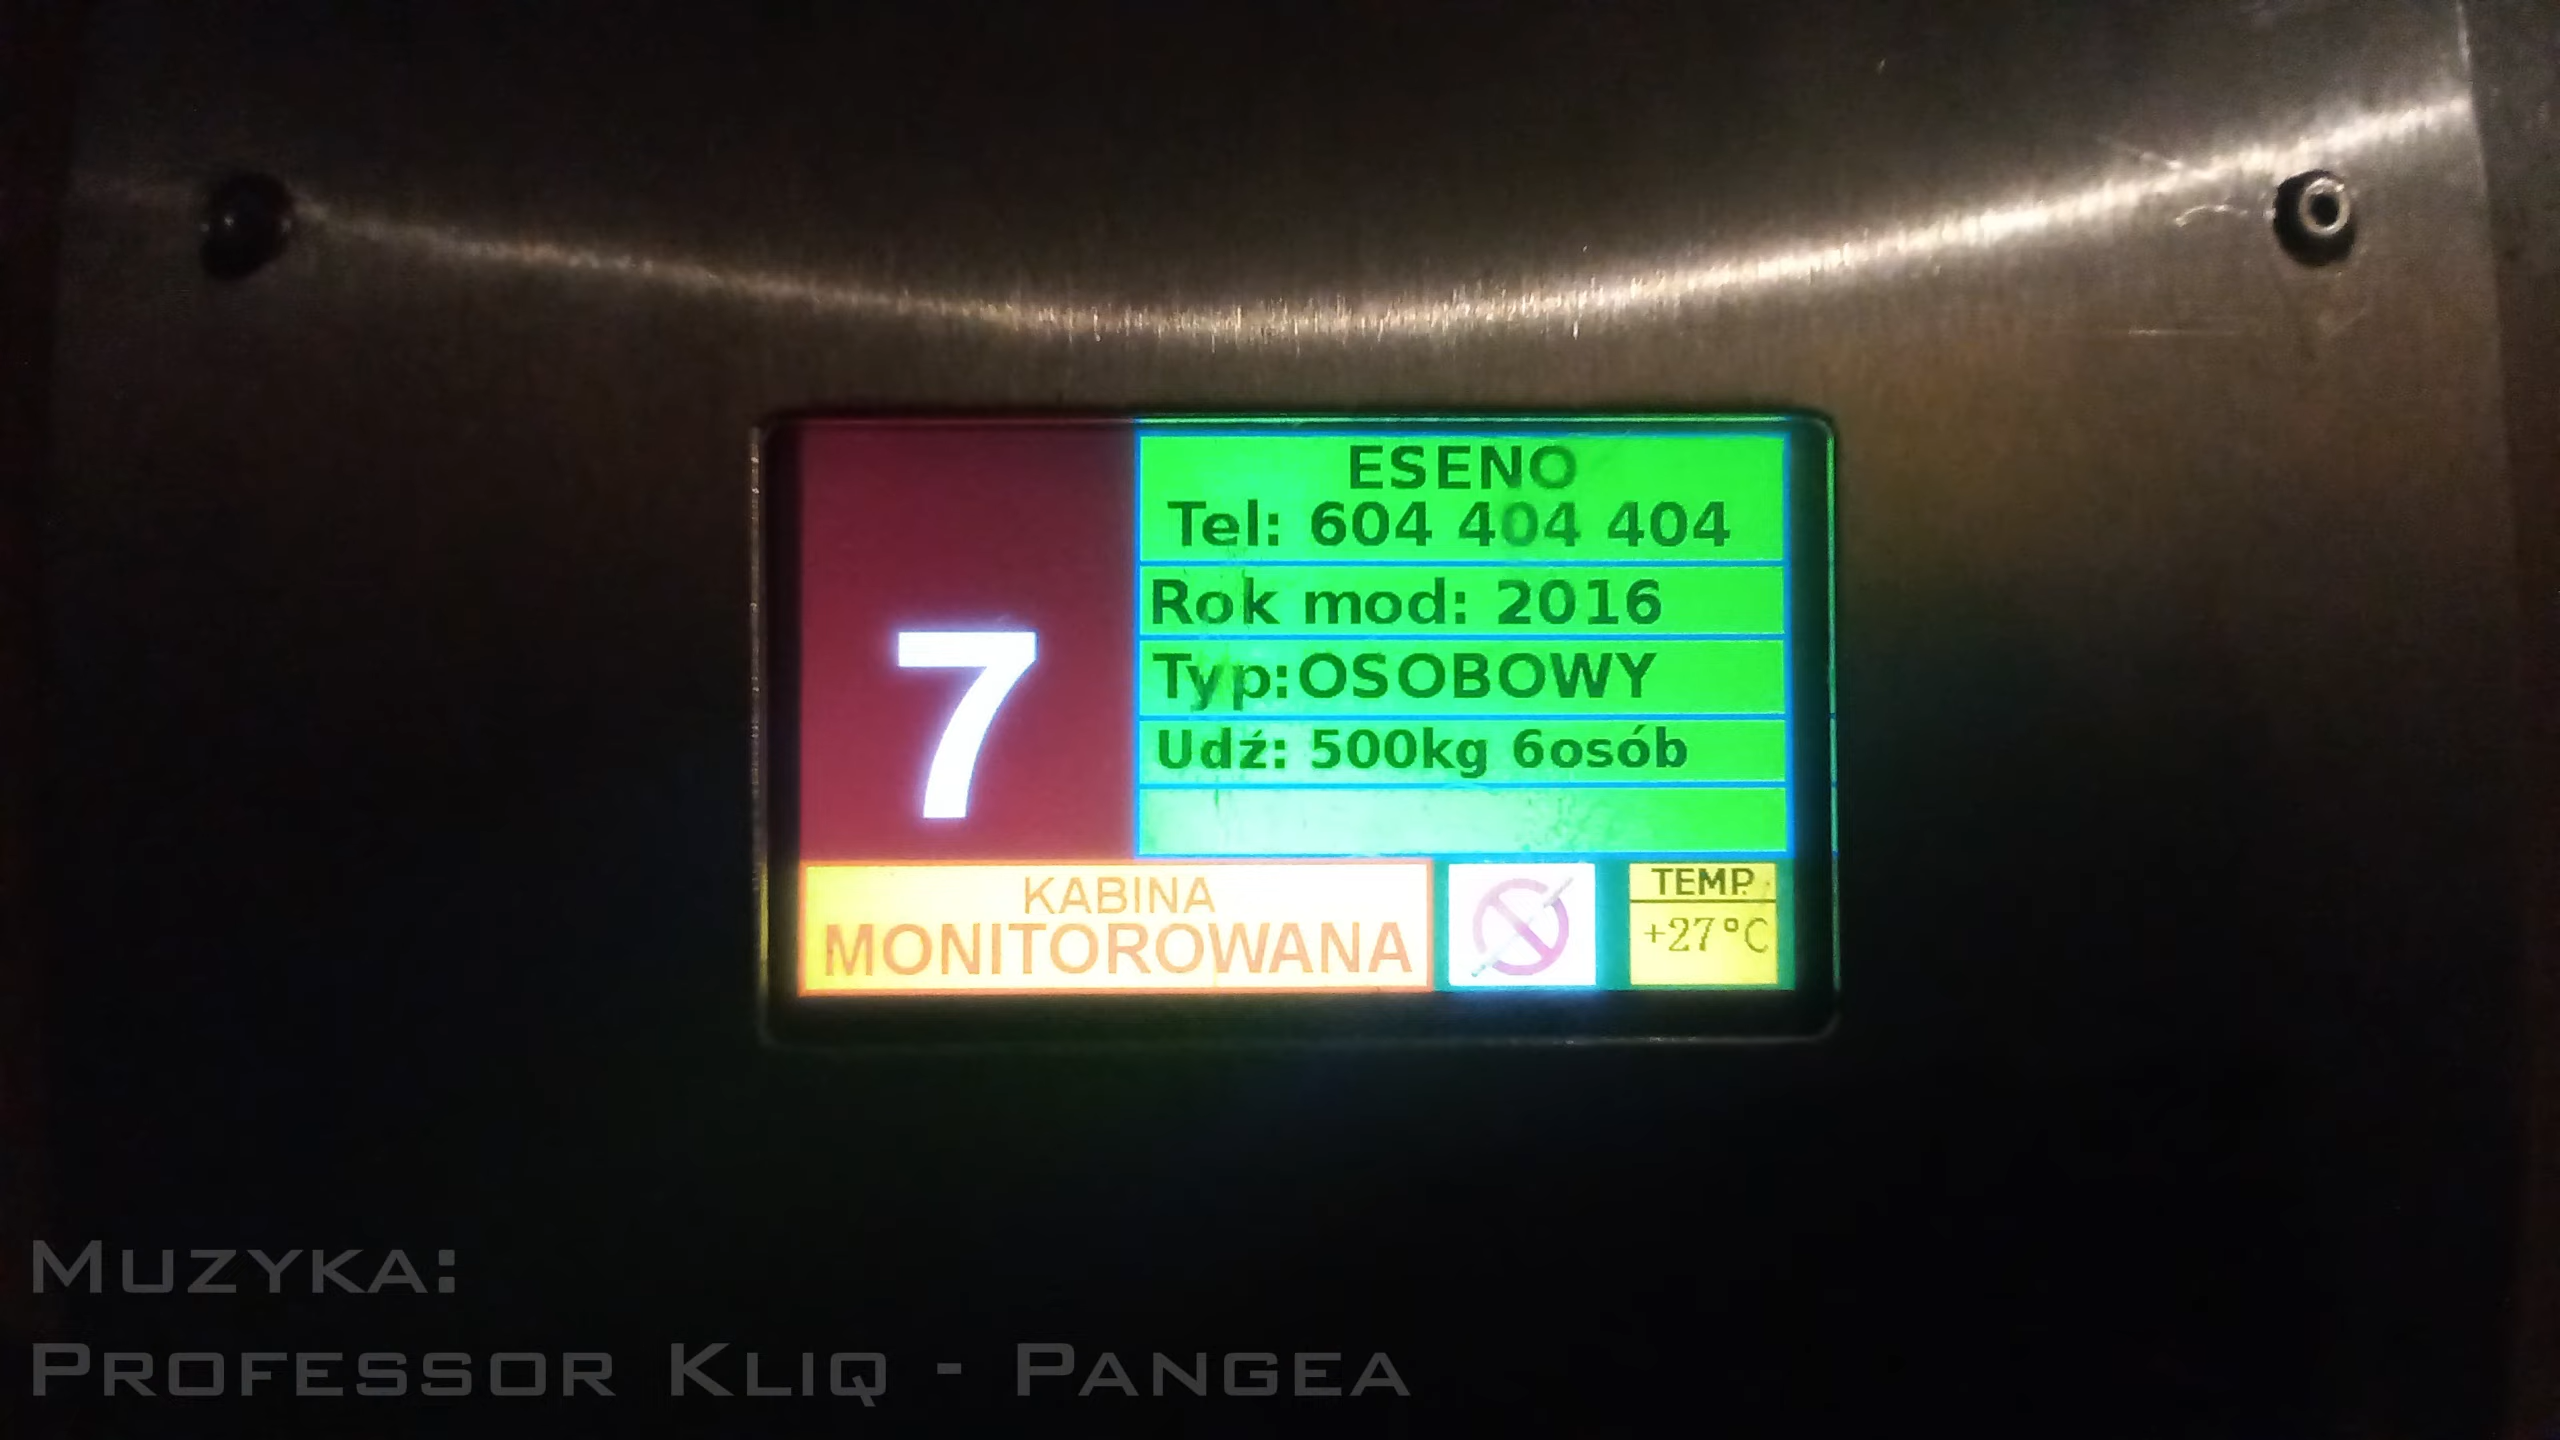 7
ESENO
Tel: 604 404 404
Rok mod: 2016
Typ:OSOBOWY
Udź: 500kg 6osób
KABINA
MONITOROWANA
TEMP.
+27°C
MUZYKA:
PROFESSOR KLIQ - PANGEA